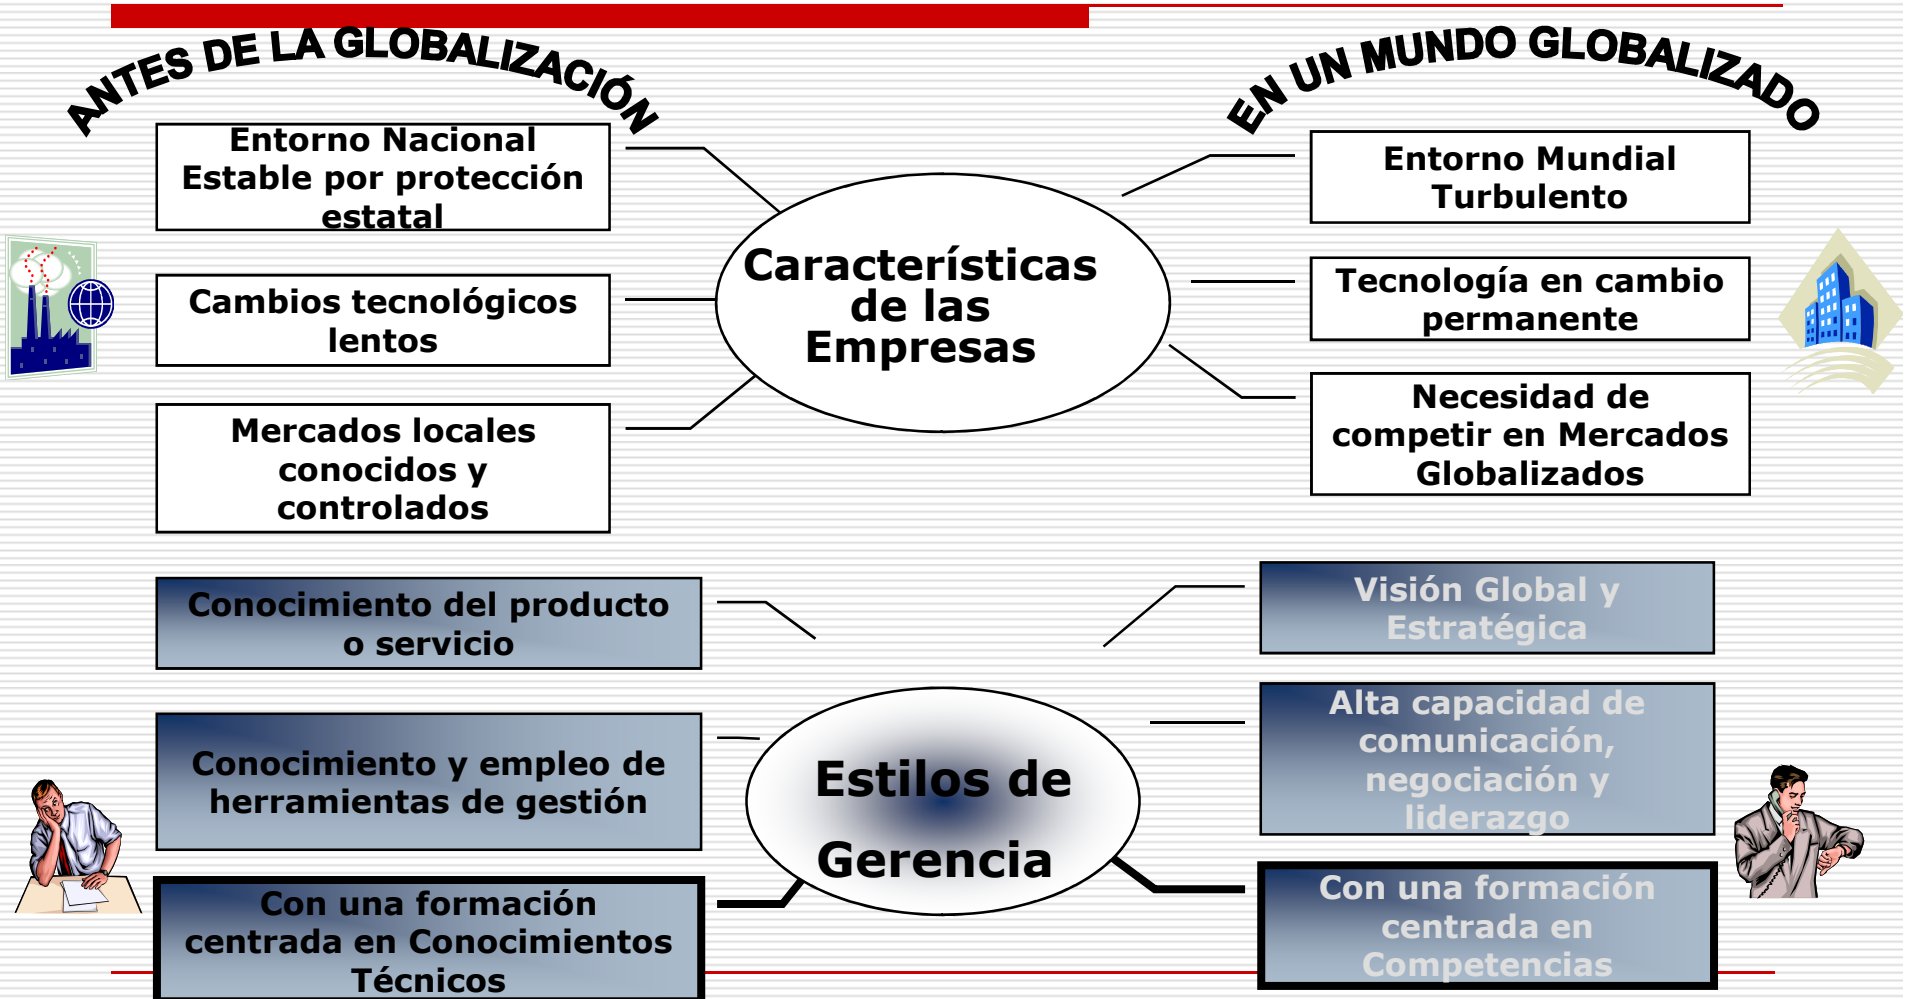 ANTES DE LA GLOBALIZACIÓN
EN UN MUNDO GLOBALIZADO
Entorno Nacional
Estable por protección
estatal
Cambios tecnológicos
lentos
Mercados locales
conocidos y
controlados
Características
de las
Empresas
Entorno Mundial
Turbulento
Tecnología en cambio
permanente
Necesidad de
competir en Mercados
Globalizados
Conocimiento del producto
o servicio
Conocimiento y empleo de
herramientas de gestión
Con una formación
centrada en Conocimientos
Técnicos
Estilos de
Gerencia
Visión Global y
Estratégica
Alta capacidad de
comunicación,
negociación y
liderazgo
Con una formación
centrada en
Competencias